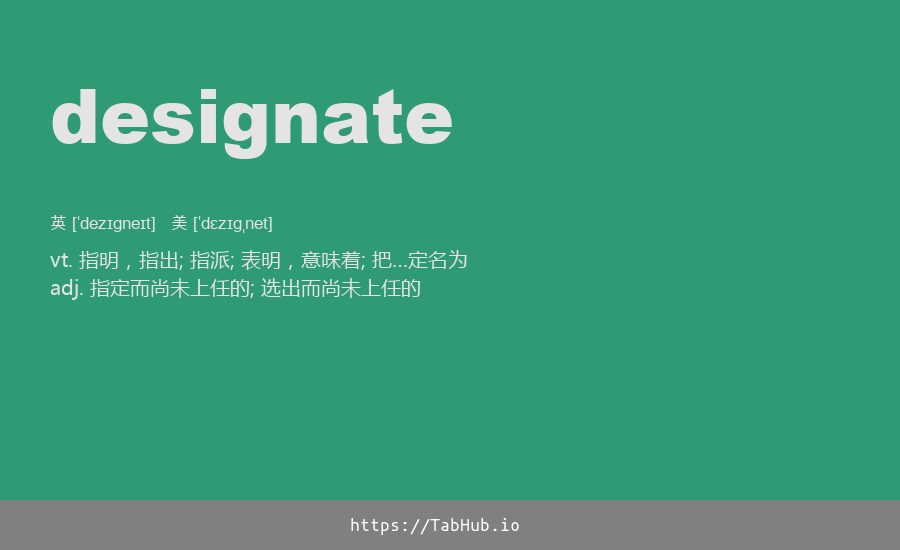 designate
英 [ˈdezɪgneɪt]   美 [ˈdɛzɪɡˌnet]
vt. 指明，指出; 指派; 表明，意味着; 把…定名为
adj. 指定而尚未上任的; 选出而尚未上任的
https://TabHub.io